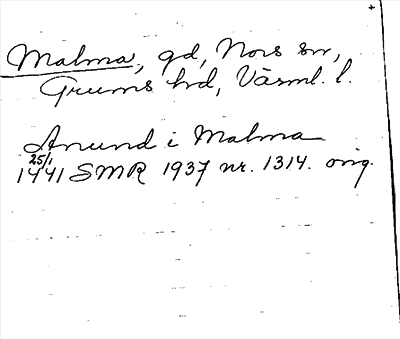 Malma, gd, Nors sn,
Grums hd, Värml. l.
Anund i Malma
25/1
1441 SMR 1937 nr. 1314. orig.